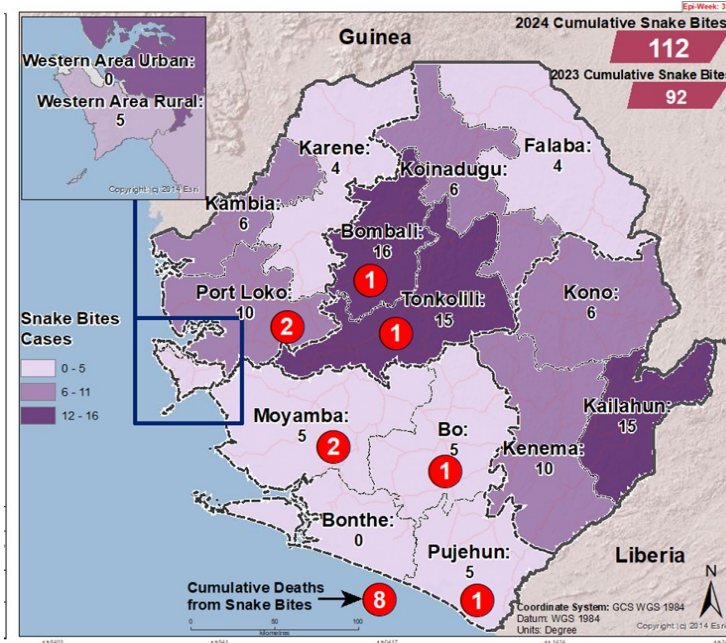 Epi-Week: 3
2024 Cumulative Snake Bites
112
2023 Cumulative Snake Bites
92
Guinea
Western Area Urban:
0
Western Area Rural:
5
Copyright:(c) 2014 Esri
Karene:
4
Koinadugu:
6
Falaba:
4
Kambia:
6
Bombali:
16
1
Port Loko:
10
2
Tonkolili:
15
1
Kono:
6
Snake Bites
Cases
0 - 5
6 - 11
12 - 16
Moyamba:
5
2
Bo:
5
1
Kenema:
10
Kailahun:
15
Bonthe:
0
Pujehun:
5
1
Liberia
Cumulative Deaths
from Snake Bites
8
N
Coordinate System: GCS WGS 1984
Datum: WGS 1984
Units: Degree
Copyright:(c) 2014 Esri
0 50 100
Kilometres